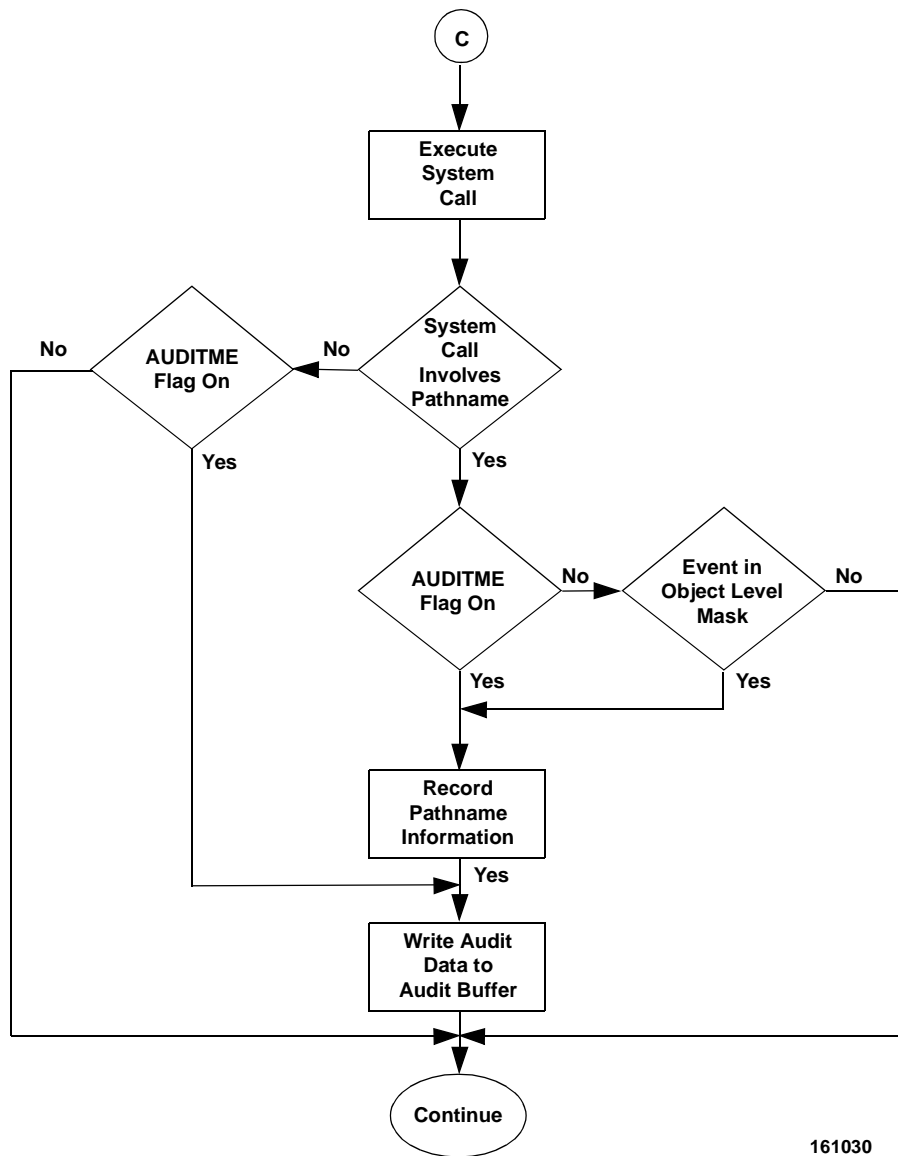 C
Execute
System
Call
No
AUDITME
Flag On
Yes
No
System
Call
Involves
Pathname
Yes
AUDITME
Flag On
No
Yes
Event in
Object Level
Mask
No
Yes
Record
Pathname
Information
Yes
Write Audit
Data to
Audit Buffer
Continue
161030